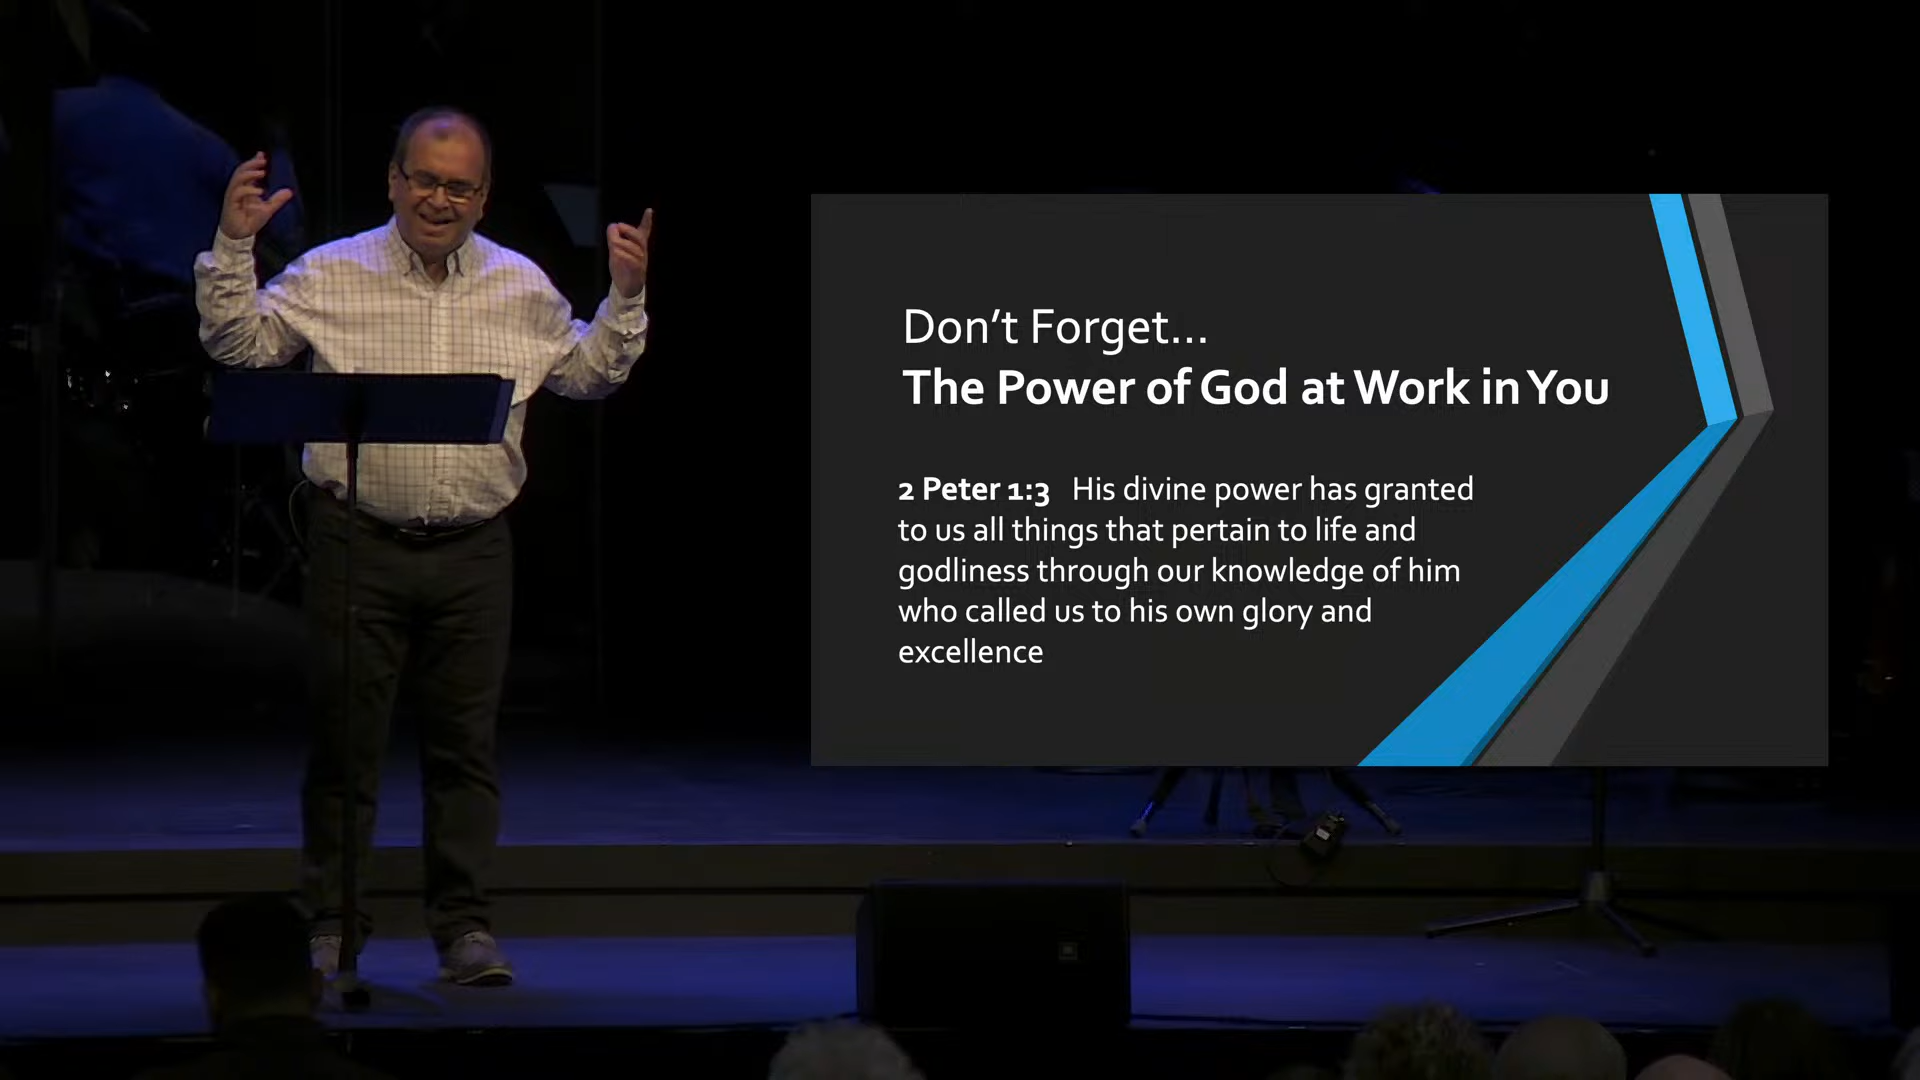 Don’t Forget...
The Power of God at Work in You
2 Peter 1:3 His divine power has granted
to us all things that pertain to life and
godliness through our knowledge of him
who called us to his own glory and
excellence